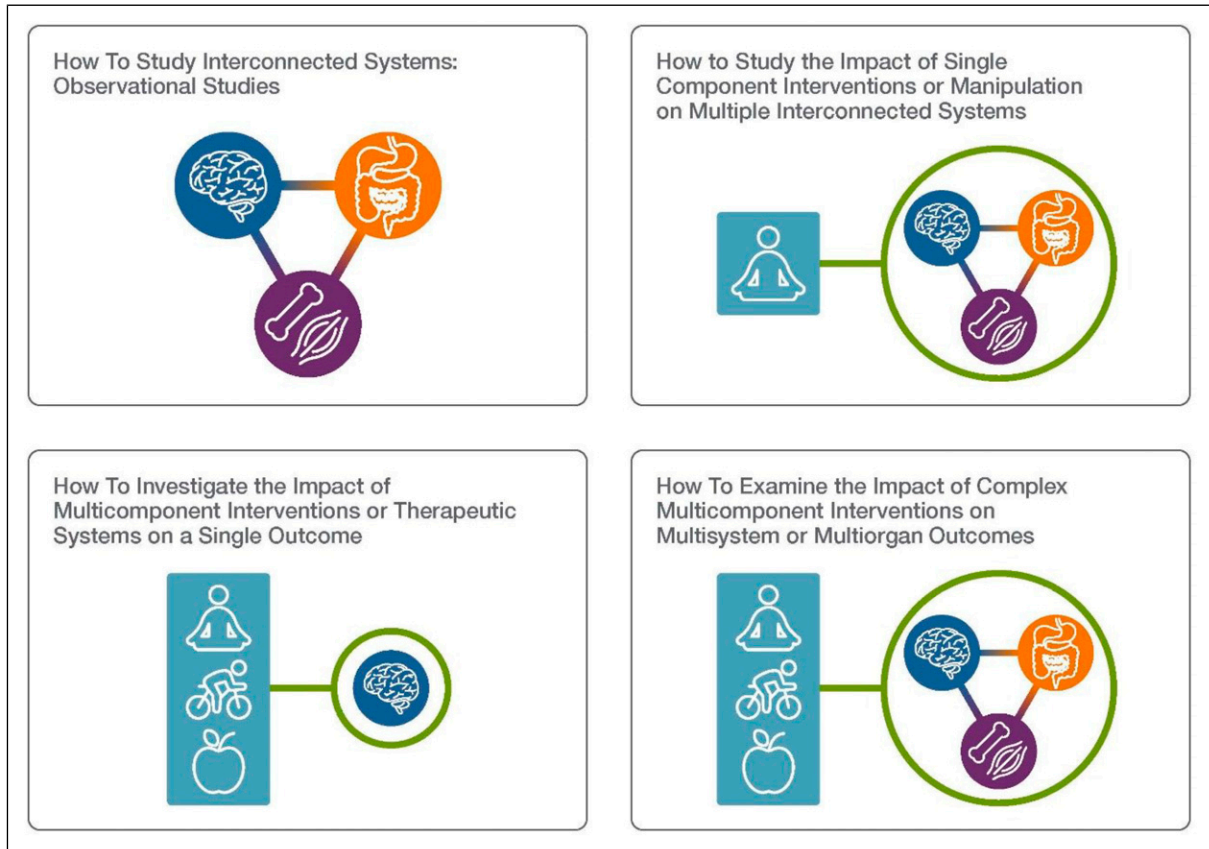 How To Study Interconnected Systems:
Observational Studies
How to Study the Impact of Single
Component Interventions or Manipulation
on Multiple Interconnected Systems
How To Investigate the Impact of
Multicomponent Interventions or Therapeutic
Systems on a Single Outcome
How To Examine the Impact of Complex
Multicomponent Interventions on
Multisystem or Multiorgan Outcomes